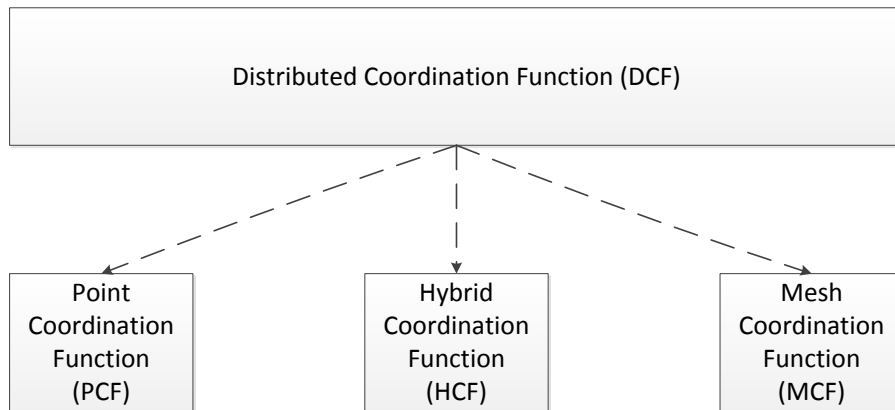 Distributed Coordination Function (DCF)
Point
Coordination
Function
(PCF)
Hybrid
Coordination
Function
(HCF)
Mesh
Coordination
Function
(MCF)